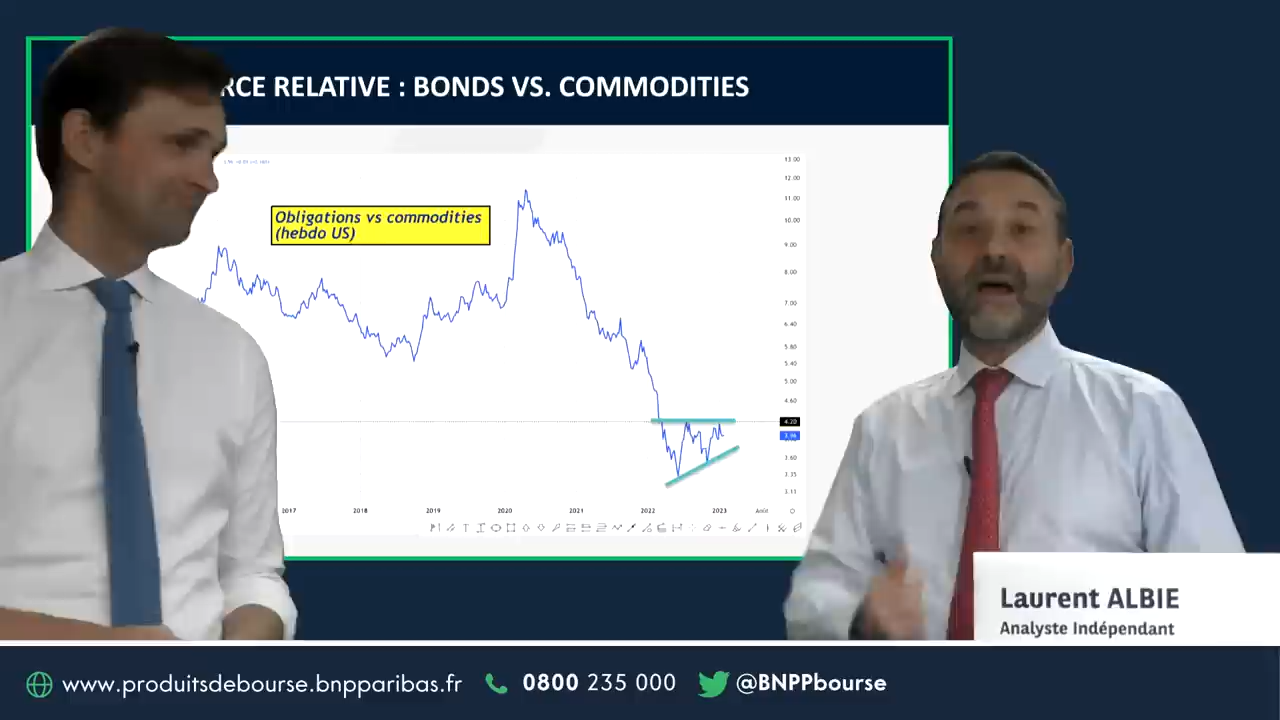 RCE RELATIVE : BONDS VS. COMMODITIES
Obligations vs commodities
(hebdo US)
13.00
12.00
11.00
10.00
9.00
8.00
7.00
6.40
5.80
5.40
5.00
4.60
4.20
3.96
3.60
3.35
3.11
2017
2018
2019
2020
2021
2022
2023
Août
Laurent ALBIE
Analyste Indépendant
www.produitsdebourse.bnpparibas.fr
0800 235 000
@BNPPbourse